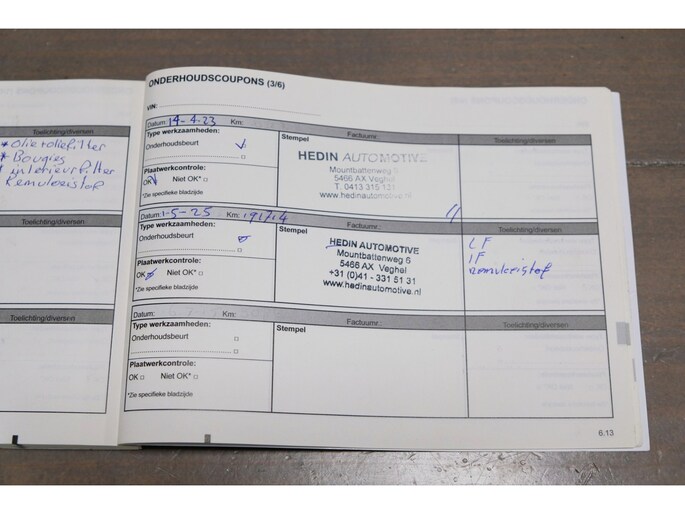 Toelichting/diversen
* Olie+oliefilter
* Bougies
* interieurfilter
Remvloeistof
Toelichting/diversen
Toelichting/diversen
ONDERHOUDSCOUPONS (3/6)
VIN:
Datum: 14-4-23 Km:
Factuurnr.:
Type werkzaamheden:
Onderhoudsbeurt
Plaatwerkcontrole:
OK Niet OK*
*Zie specifieke bladzijde
Stempel
HEDIN AUTOMOTIVE
Mountbattenweg
5466 AX Veghel
T. 0413 315 131
www.hedinautomotive.nl
Toelichting/diversen
Datum: 1-5-25 Km: 191714
Factuurnr.:
Type werkzaamheden:
Onderhoudsbeurt
Plaatwerkcontrole:
OK Niet OK*
*Zie specifieke bladzijde
Stempel
HEDIN AUTOMOTIVE
Mountbattenweg 6
5466 AX Veghel
+31 (0)41 - 331 51 31
www.hedinautomotive.nl
Toelichting/diversen
LF
IF
Remvloeistof
Datum: Km:
Factuurnr.:
Type werkzaamheden:
Onderhoudsbeurt
Plaatwerkcontrole:
OK Niet OK*
*Zie specifieke bladzijde
Stempel
Toelichting/diversen
6.13